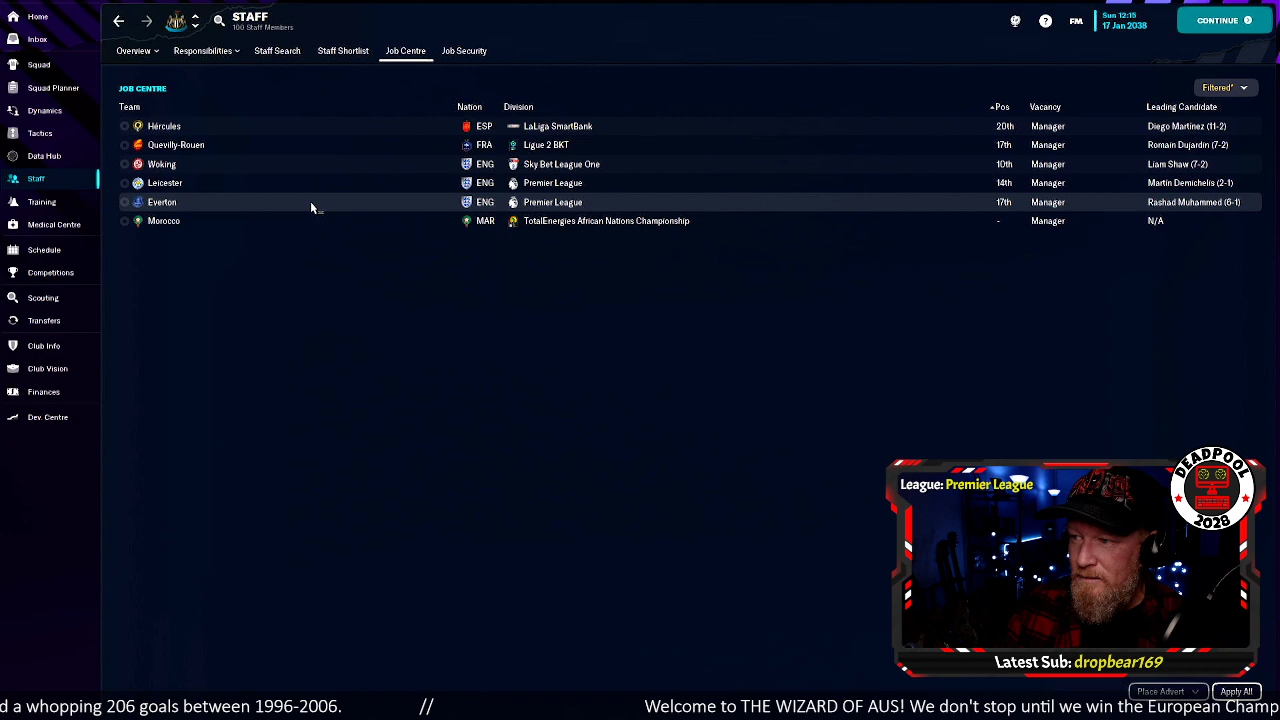 Home
Inbox
Squad
Squad Planner
Dynamics
Tactics
Data Hub
Staff
Training
Medical Centre
Schedule
Competitions
Scouting
Transfers
Club Info
Club Vision
Finances
Dev. Centre
STAFF
100 Staff Members
FM
Sun 12:15
17 Jan 2038
CONTINUE
Overview Responsibilities Staff Search Staff Shortlist Job Centre Job Security
JOB CENTRE
Filtered*
Team Nation Division Pos Vacancy Leading Candidate
Hércules ESP LaLiga SmartBank 20th Manager Diego Martínez (11-2)
Quevilly-Rouen FRA Ligue 2 BKT 17th Manager Romain Dujardin (7-2)
Woking ENG Sky Bet League One 10th Manager Liam Shaw (7-2)
Leicester ENG Premier League 14th Manager Martín Demichelis (2-1)
Everton ENG Premier League 17th Manager Rashad Muhammed (6-1)
Morocco MAR TotalEnergies African Nations Championship - Manager N/A
League: Premier League
DEADPOOL
2028
Latest Sub: dropbear169
Place Advert Apply All
d a whopping 206 goals between 1996-2006. // Welcome to THE WIZARD OF AUS! We don't stop until we win the European Champ